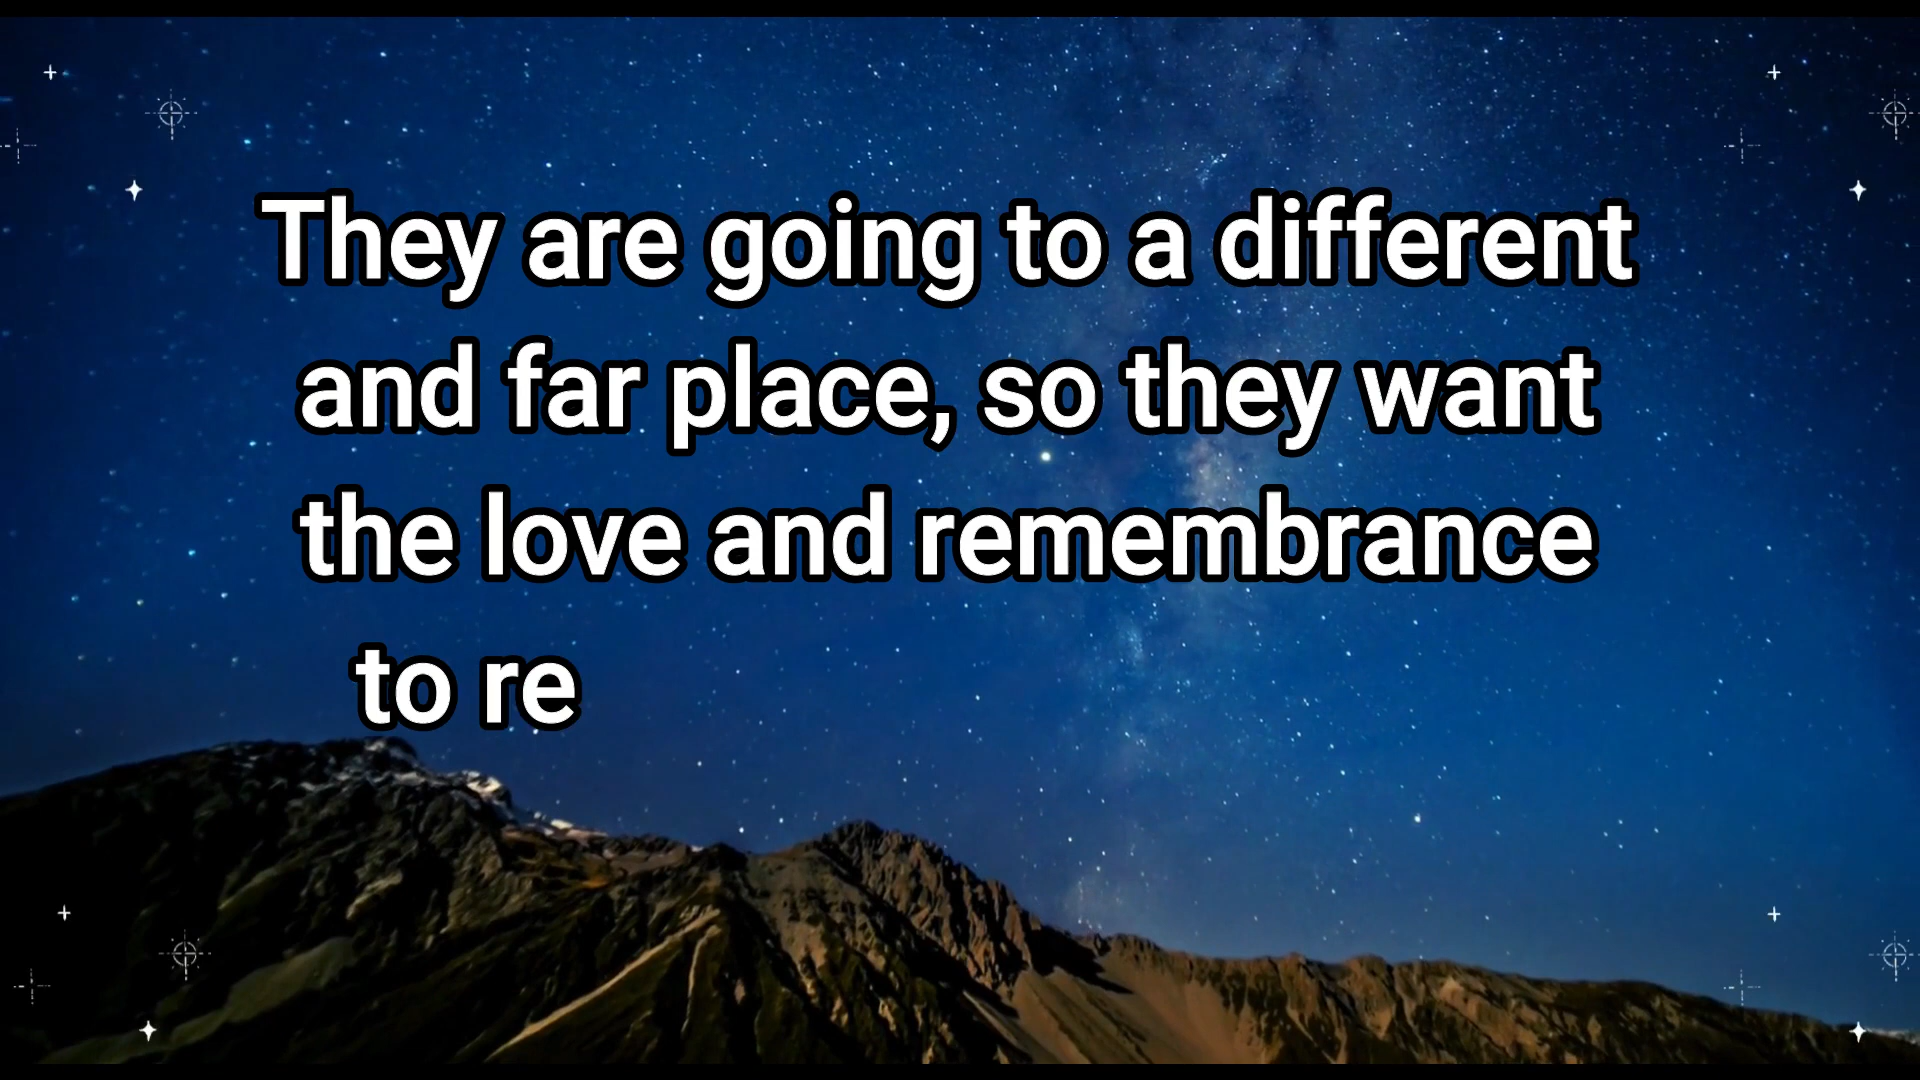 They are going to a different
and far place, so they want
the love and remembrance
to re